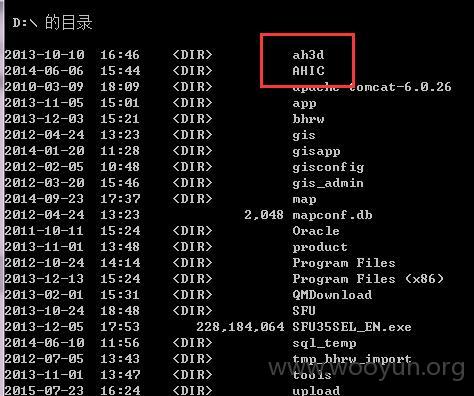 D:\ 的目录
2013-10-10 16:46 <DIR> ah3d
2014-06-06 15:44 <DIR> AHIC
2010-03-09 18:09 <DIR> apache-tomcat-6.0.26
2013-11-05 15:01 <DIR> app
2013-12-03 15:21 <DIR> bhrw
2012-04-24 13:23 <DIR> gis
2014-01-20 11:28 <DIR> gisapp
2012-02-05 10:48 <DIR> gisconfig
2012-03-20 15:46 <DIR> gis_admin
2014-09-23 17:37 <DIR> map
2012-04-24 13:23 2,048 mapconf.db
2011-10-11 15:24 <DIR> Oracle
2013-11-01 13:48 <DIR> product
2012-10-24 14:14 <DIR> Program Files
2013-12-13 15:24 <DIR> Program Files (x86)
2013-02-01 15:31 <DIR> QMDownload
2013-10-24 18:48 <DIR> SFU
2013-12-05 17:53 228,184,064 SFU35SEL_EN.exe
2014-06-10 11:56 <DIR> sql_temp
2012-07-05 13:43 <DIR> tmp_bhrw_import
2013-11-01 13:47 <DIR> tools
2015-07-23 16:24 <DIR> upload
www.wooyun.org